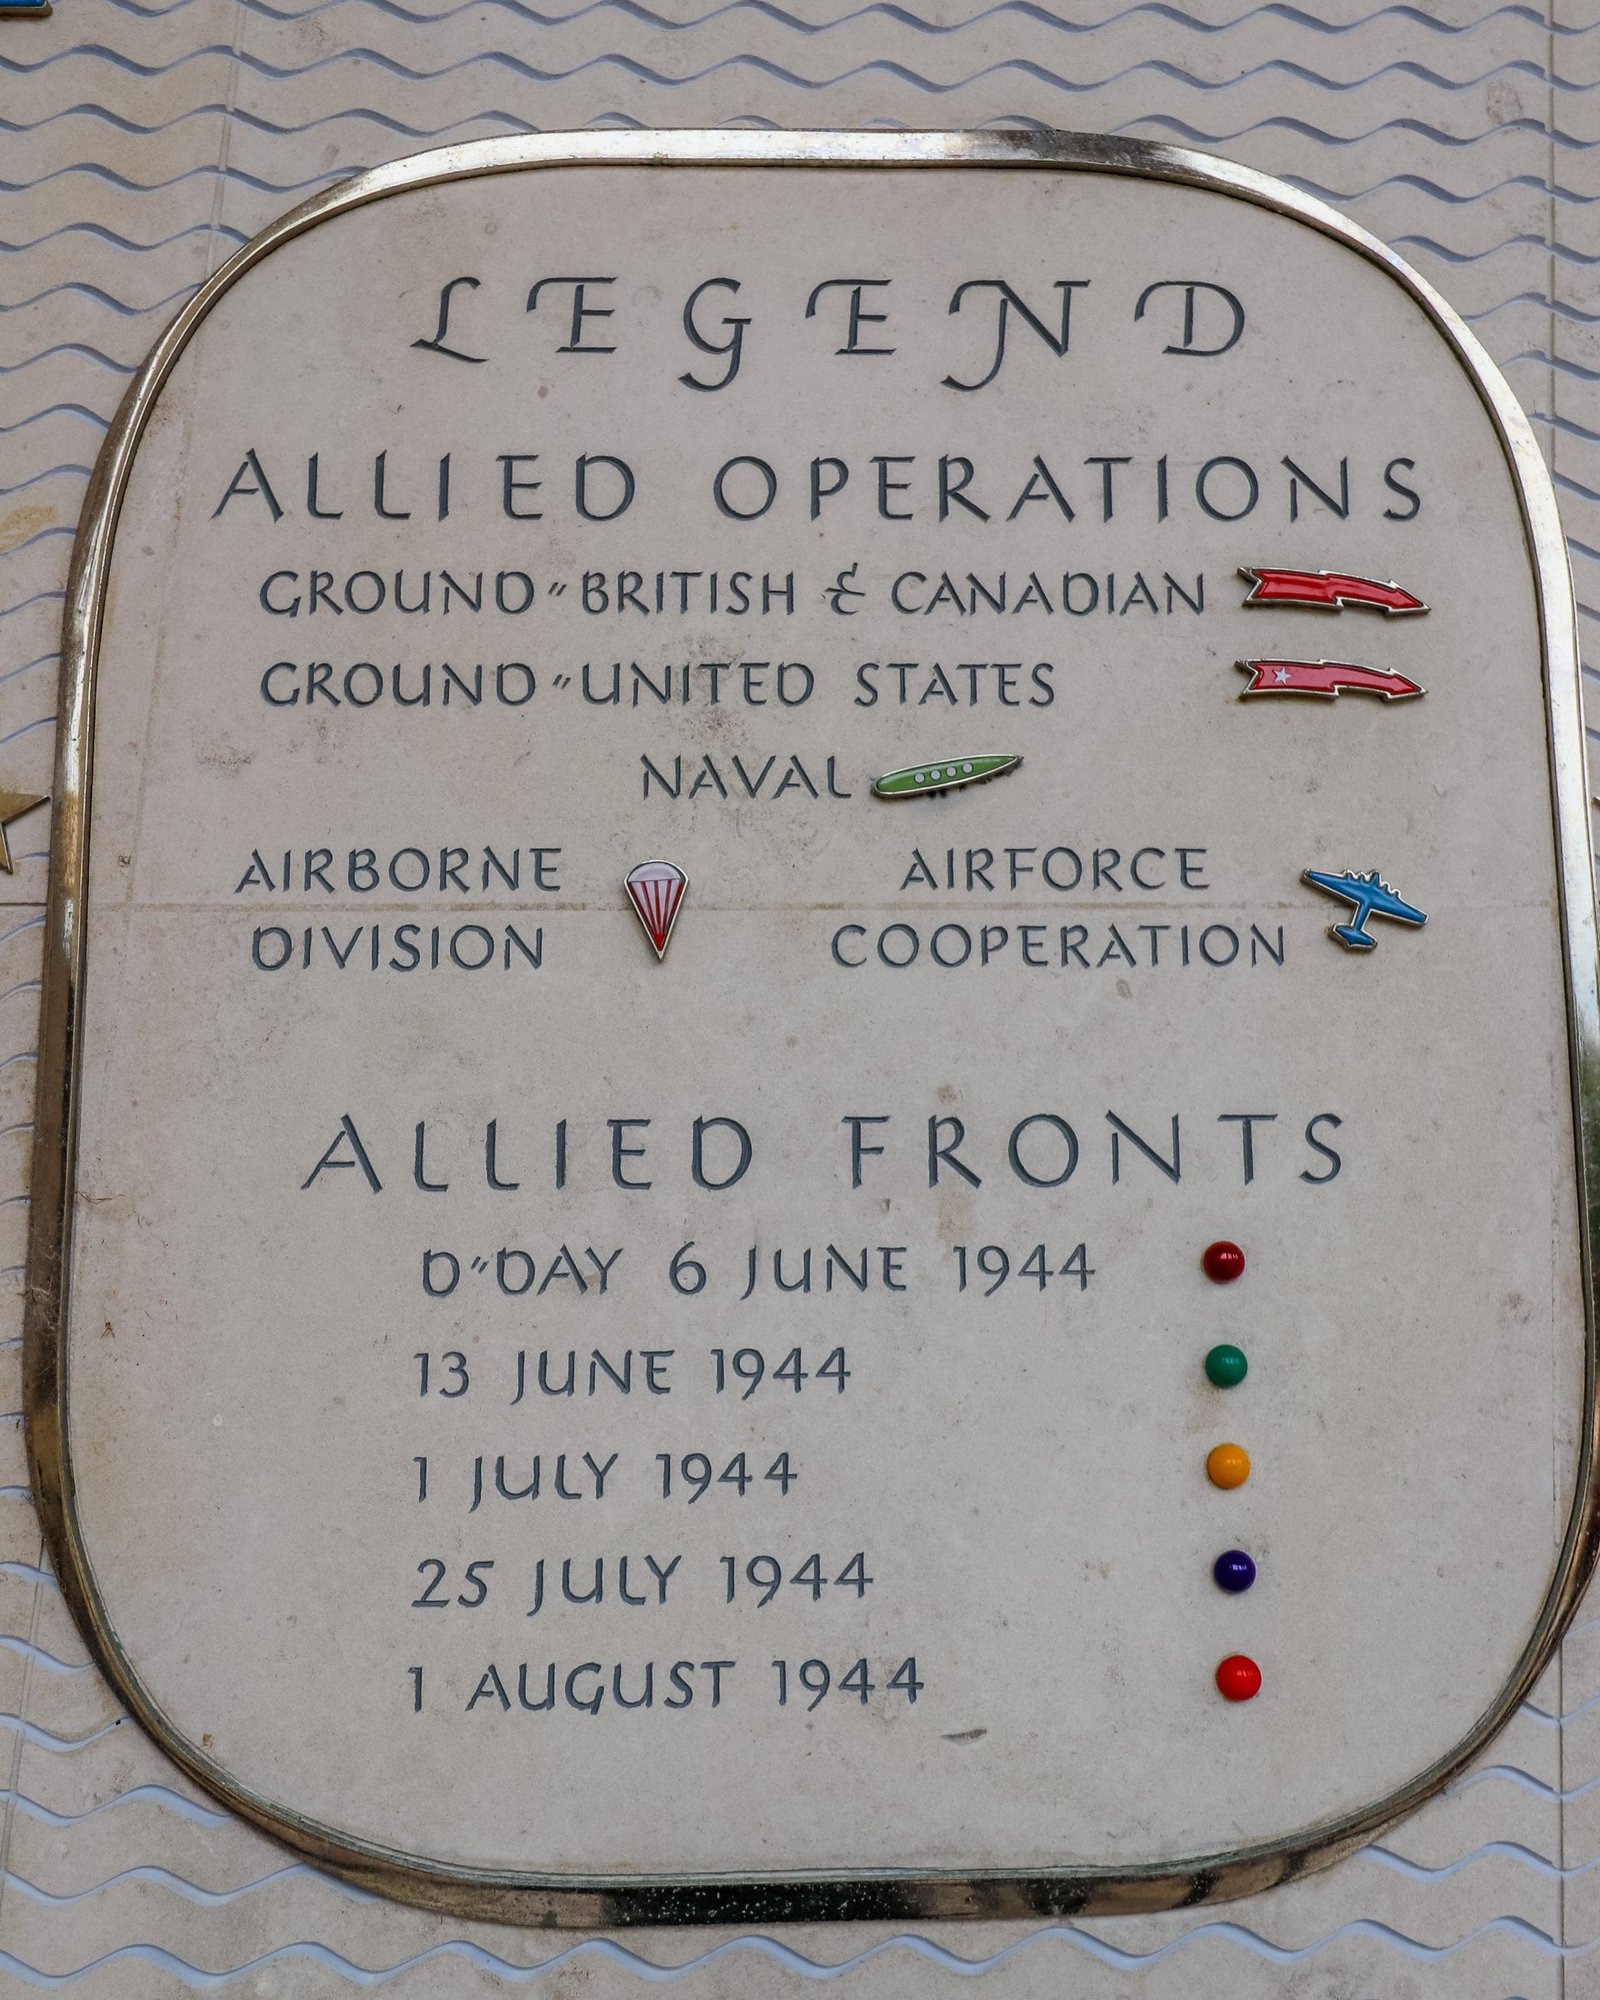 LEGEND
ALLIED OPERATIONS
GROUND-BRITISH & CANADIAN
GROUND-UNITED STATES
NAVAL
AIRBORNE DIVISION
AIRFORCE COOPERATION
ALLIED FRONTS
D-DAY 6 JUNE 1944
13 JUNE 1944
1 JULY 1944
25 JULY 1944
1 AUGUST 1944